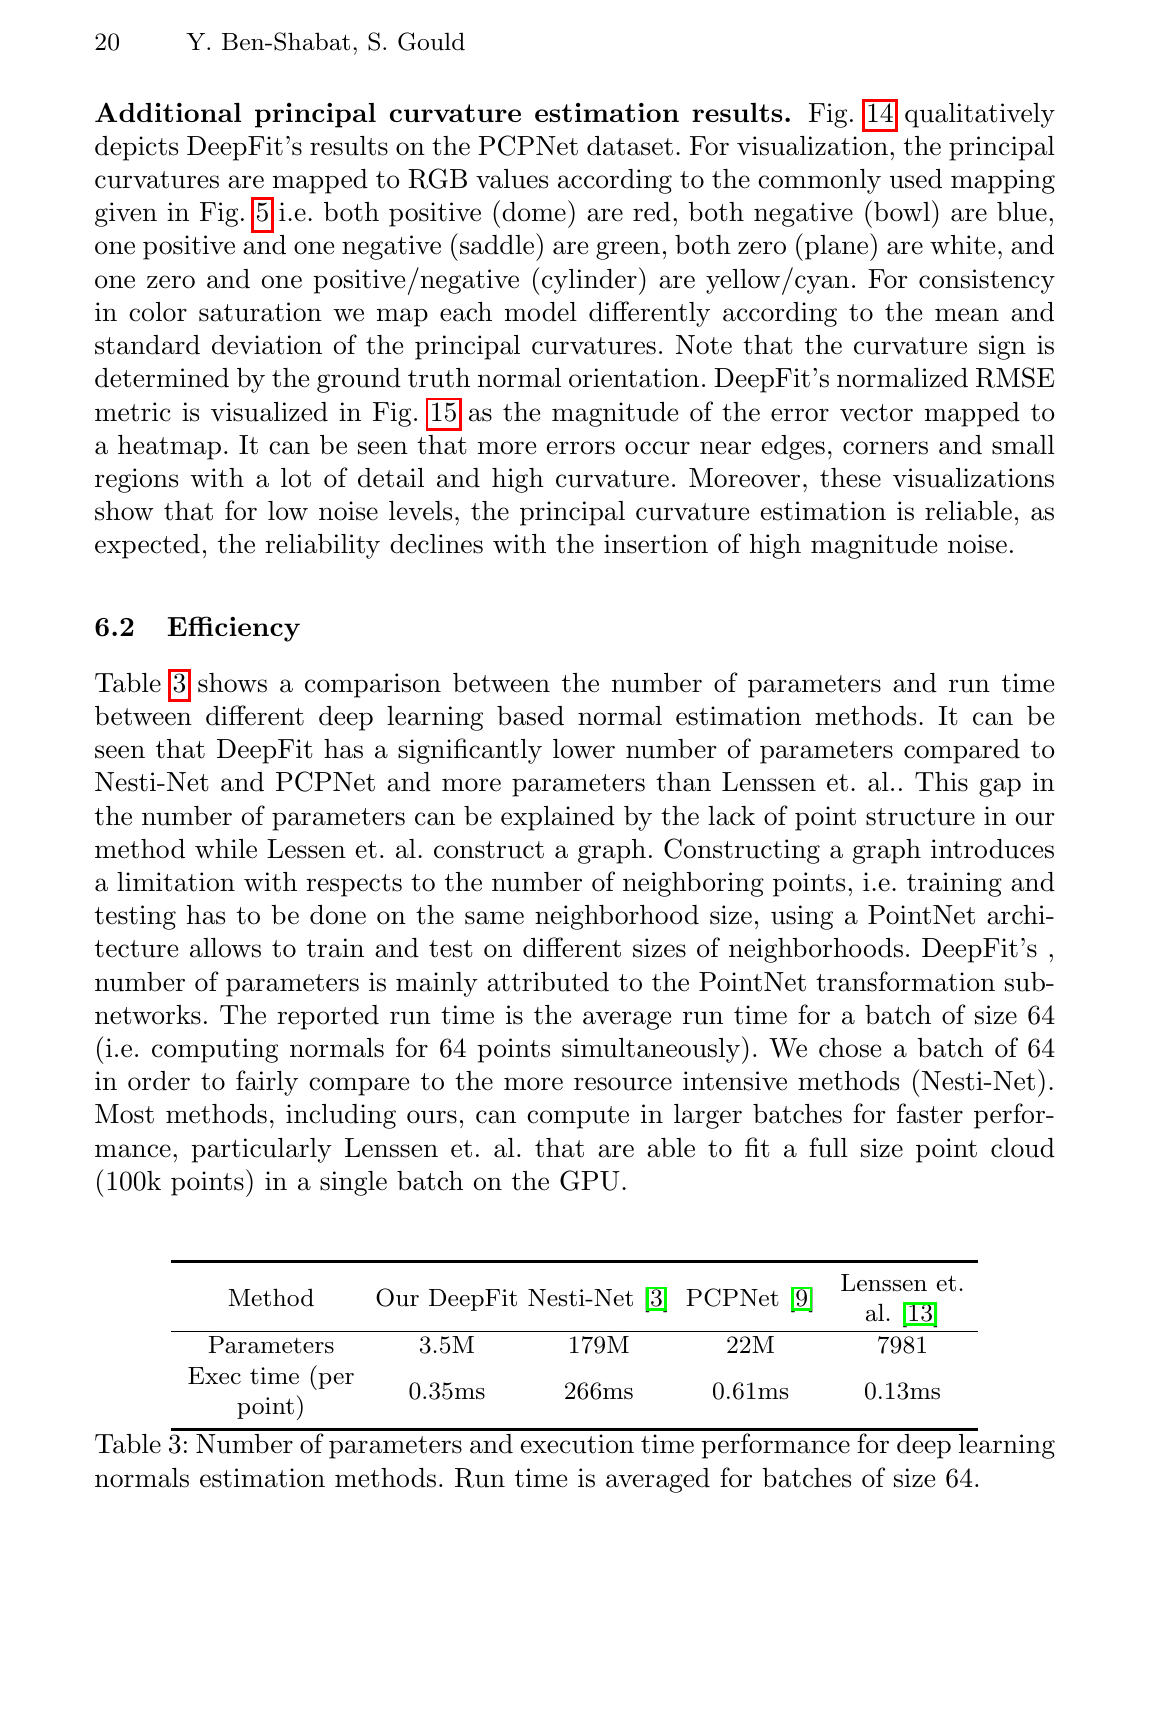 20 Y. Ben-Shabat, S. Gould
Additional principal curvature estimation results. Fig. 14 qualitatively
depicts DeepFit's results on the PCPNet dataset. For visualization, the principal
curvatures are mapped to RGB values according to the commonly used mapping
given in Fig. 5 i.e. both positive (dome) are red, both negative (bowl) are blue,
one positive and one negative (saddle) are green, both zero (plane) are white, and
one zero and one positive/negative (cylinder) are yellow/cyan. For consistency
in color saturation we map each model differently according to the mean and
standard deviation of the principal curvatures. Note that the curvature sign is
determined by the ground truth normal orientation. DeepFit's normalized RMSE
metric is visualized in Fig. 15 as the magnitude of the error vector mapped to
a heatmap. It can be seen that more errors occur near edges, corners and small
regions with a lot of detail and high curvature. Moreover, these visualizations
show that for low noise levels, the principal curvature estimation is reliable, as
expected, the reliability declines with the insertion of high magnitude noise.
6.2 Efficiency
Table 3 shows a comparison between the number of parameters and run time
between different deep learning based normal estimation methods. It can be
seen that DeepFit has a significantly lower number of parameters compared to
Nesti-Net and PCPNet and more parameters than Lenssen et. al.. This gap in
the number of parameters can be explained by the lack of point structure in our
method while Lessen et. al. construct a graph. Constructing a graph introduces
a limitation with respects to the number of neighboring points, i.e. training and
testing has to be done on the same neighborhood size, using a PointNet archi-
tecture allows to train and test on different sizes of neighborhoods. DeepFit's ,
number of parameters is mainly attributed to the PointNet transformation sub-
networks. The reported run time is the average run time for a batch of size 64
(i.e. computing normals for 64 points simultaneously). We chose a batch of 64
in order to fairly compare to the more resource intensive methods (Nesti-Net).
Most methods, including ours, can compute in larger batches for faster perfor-
mance, particularly Lenssen et. al. that are able to fit a full size point cloud
(100k points) in a single batch on the GPU.
Method Our DeepFit Nesti-Net [3] PCPNet [9] Lenssen et.
al. [13]
Parameters 3.5M 179M 22M 7981
Exec time (per
point) 0.35ms 266ms 0.61ms 0.13ms
Table 3: Number of parameters and execution time performance for deep learning
normals estimation methods. Run time is averaged for batches of size 64.